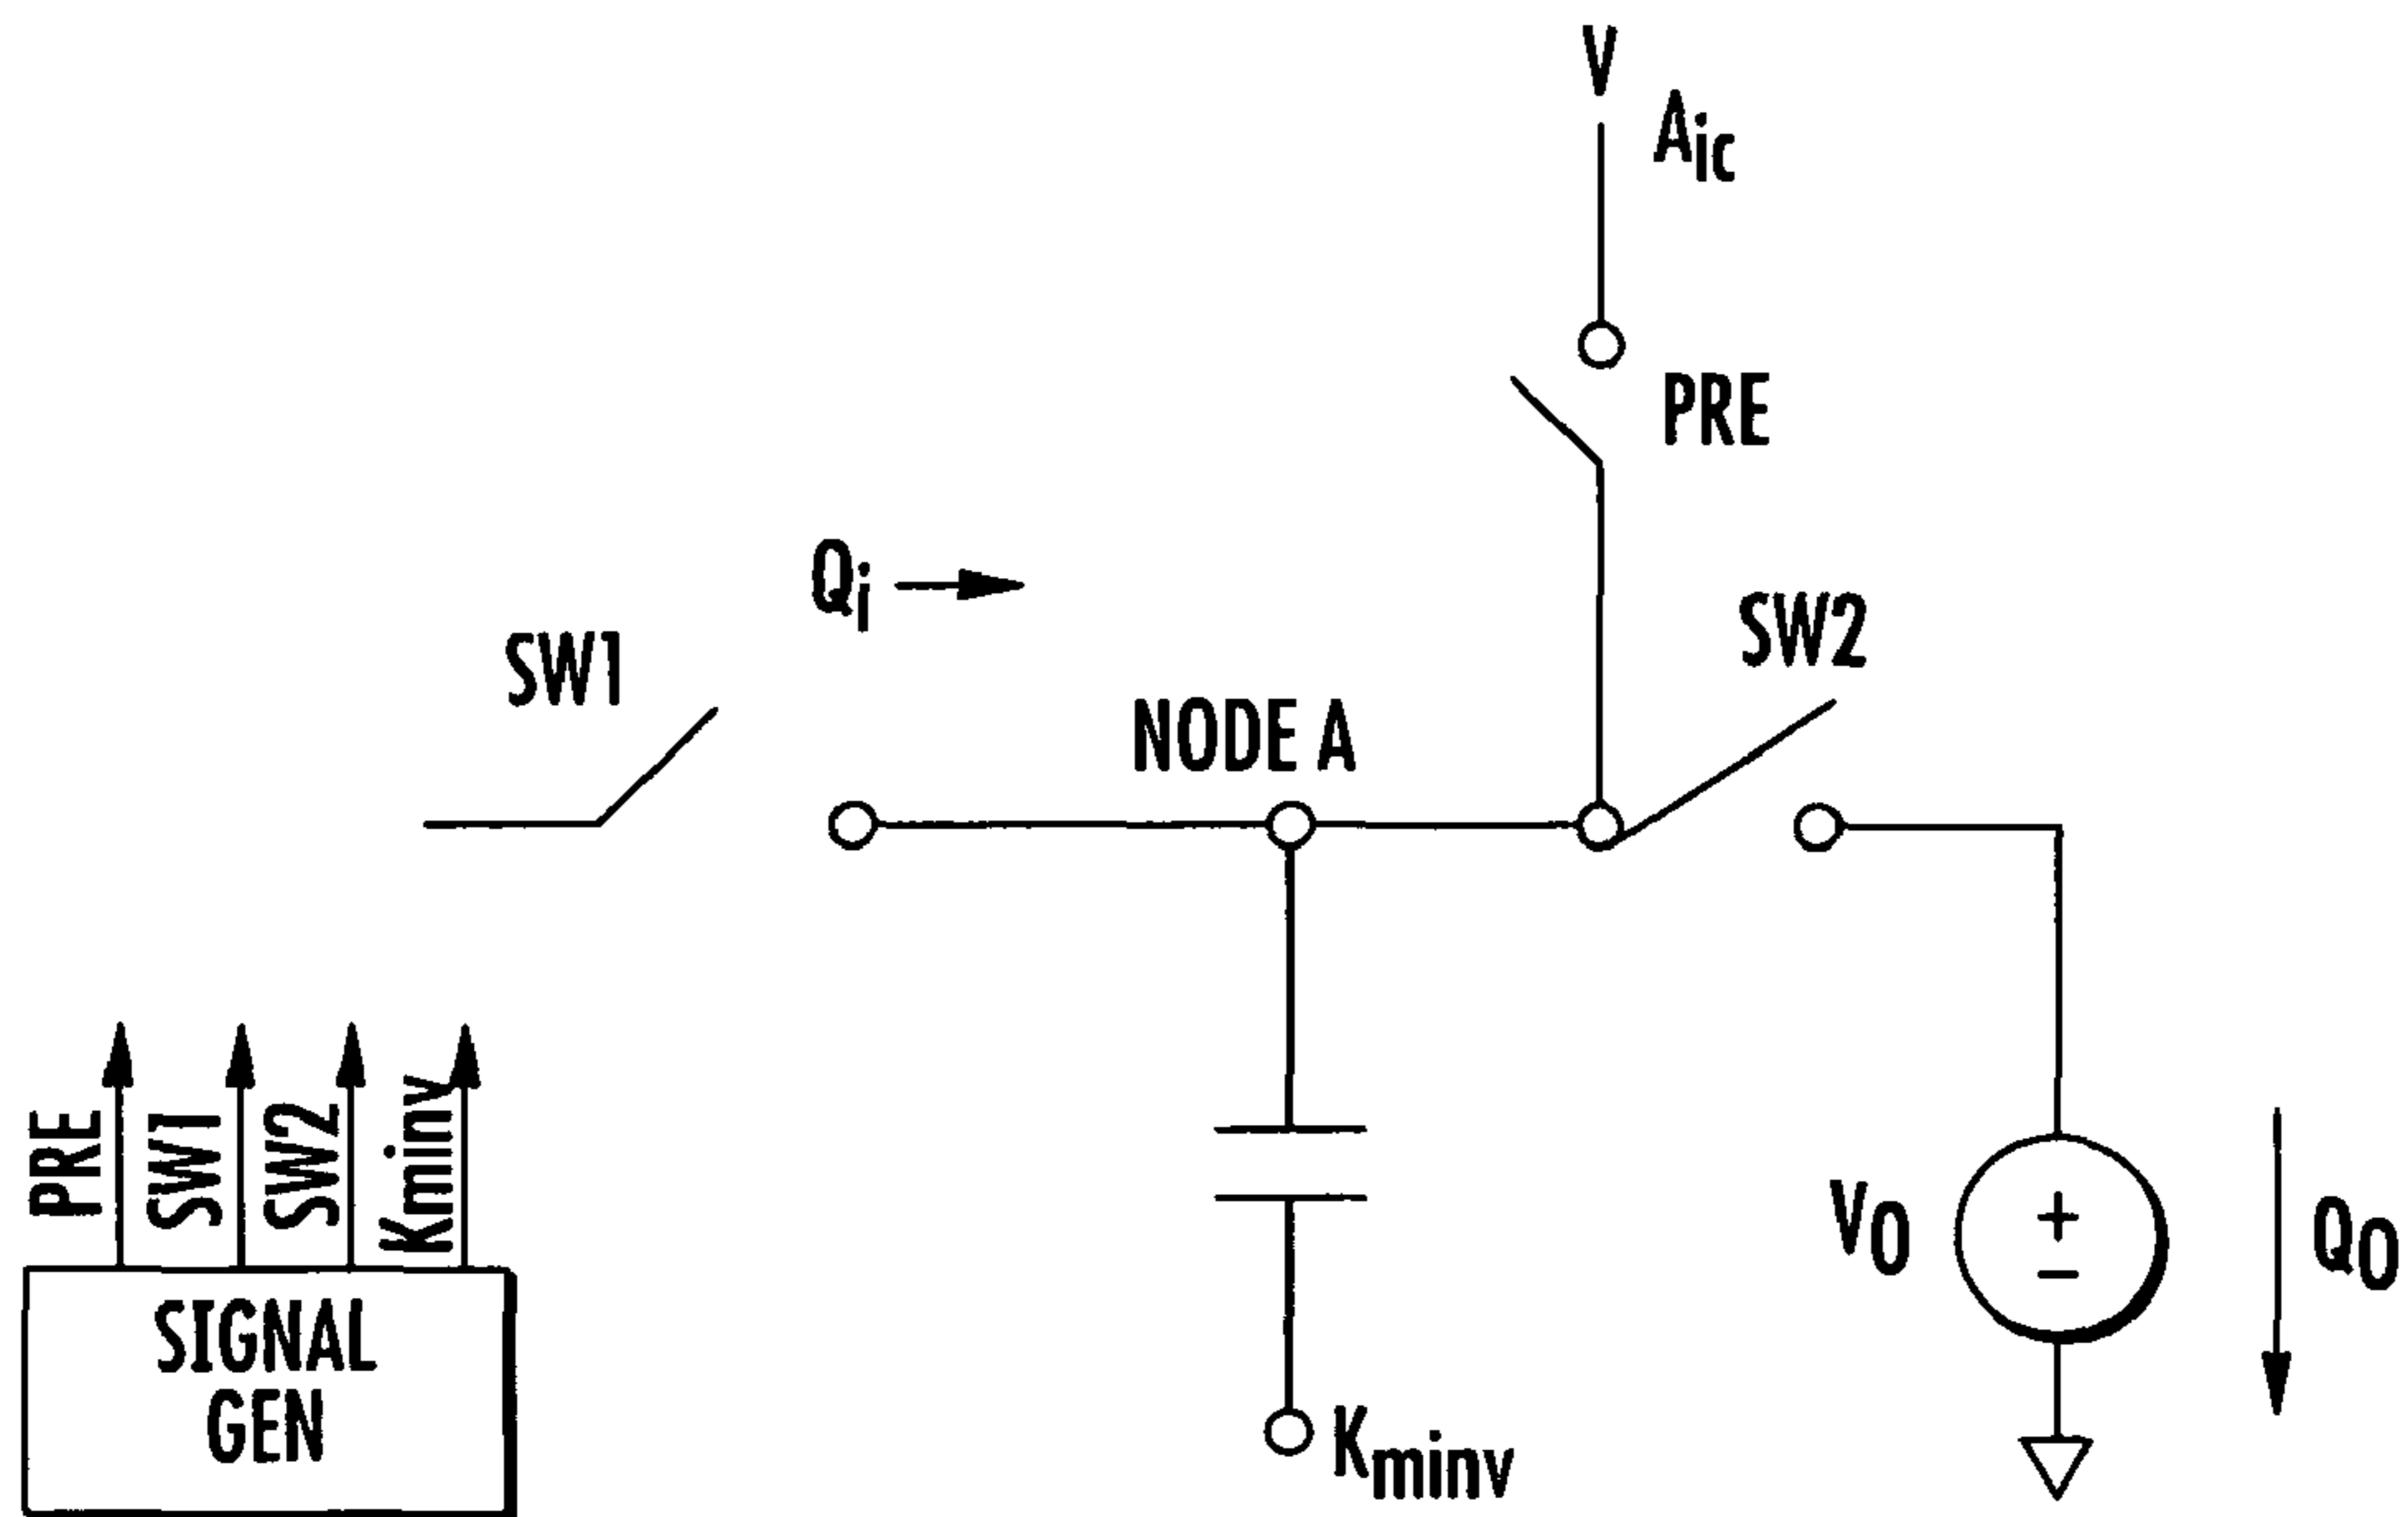 V
Aic
PRE
Qi
SW1
SW2
NODE A
PRE
SW1
SW2
Kminv
SIGNAL
GEN
Kminv
VO
+
−
QO